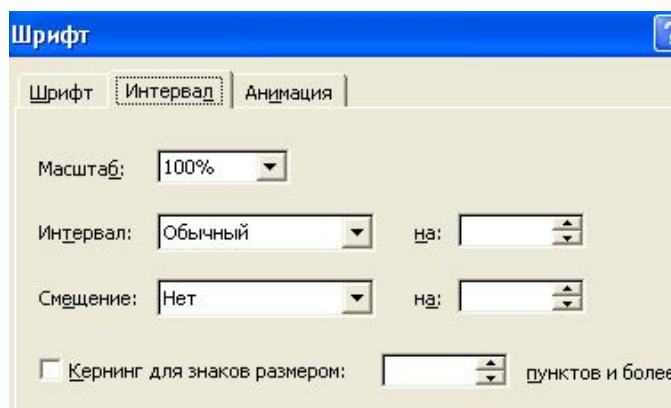 Шрифт ?
Шрифт Интервал Анимация
Масштаб: 100%
Интервал: Обычный на:
Смещение: Нет на:
Кернинг для знаков размером: пунктов и более